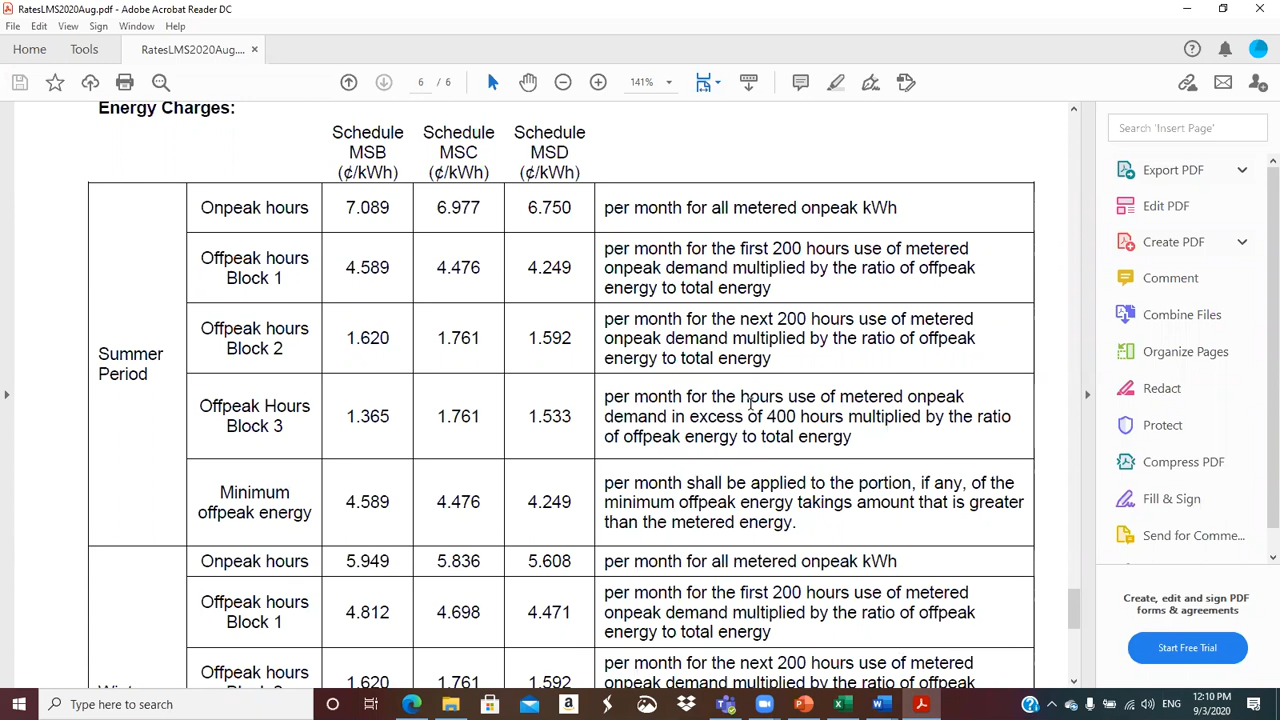 RatesLMS2020Aug.pdf - Adobe Acrobat Reader DC
File Edit View Sign Window Help
Home Tools RatesLMS2020Aug.... ×
6 / 6 141%
Energy Charges:
Schedule MSB (¢/kWh) Schedule MSC (¢/kWh) Schedule MSD (¢/kWh)
Summer Period
Onpeak hours 7.089 6.977 6.750 per month for all metered onpeak kWh
Offpeak hours Block 1 4.589 4.476 4.249 per month for the first 200 hours use of metered
onpeak demand multiplied by the ratio of offpeak
energy to total energy
Offpeak hours Block 2 1.620 1.761 1.592 per month for the next 200 hours use of metered
onpeak demand multiplied by the ratio of offpeak
energy to total energy
Offpeak Hours Block 3 1.365 1.761 1.533 per month for the hours use of metered onpeak
demand in excess of 400 hours multiplied by the ratio
of offpeak energy to total energy
Minimum offpeak energy 4.589 4.476 4.249 per month shall be applied to the portion, if any, of the
minimum offpeak energy takings amount that is greater
than the metered energy.
Onpeak hours 5.949 5.836 5.608 per month for all metered onpeak kWh
Offpeak hours Block 1 4.812 4.698 4.471 per month for the first 200 hours use of metered
onpeak demand multiplied by the ratio of offpeak
energy to total energy
Offpeak hours 1.620 1.761 1.592 per month for the next 200 hours use of metered
onpeak demand multiplied by the ratio of offpeak
Search 'Insert Page'
Export PDF
Edit PDF
Create PDF
Comment
Combine Files
Organize Pages
Redact
Protect
Compress PDF
Fill & Sign
Send for Comme...
Create, edit and sign PDF
forms & agreements
Start Free Trial
Type here to search
12:10 PM
9/3/2020